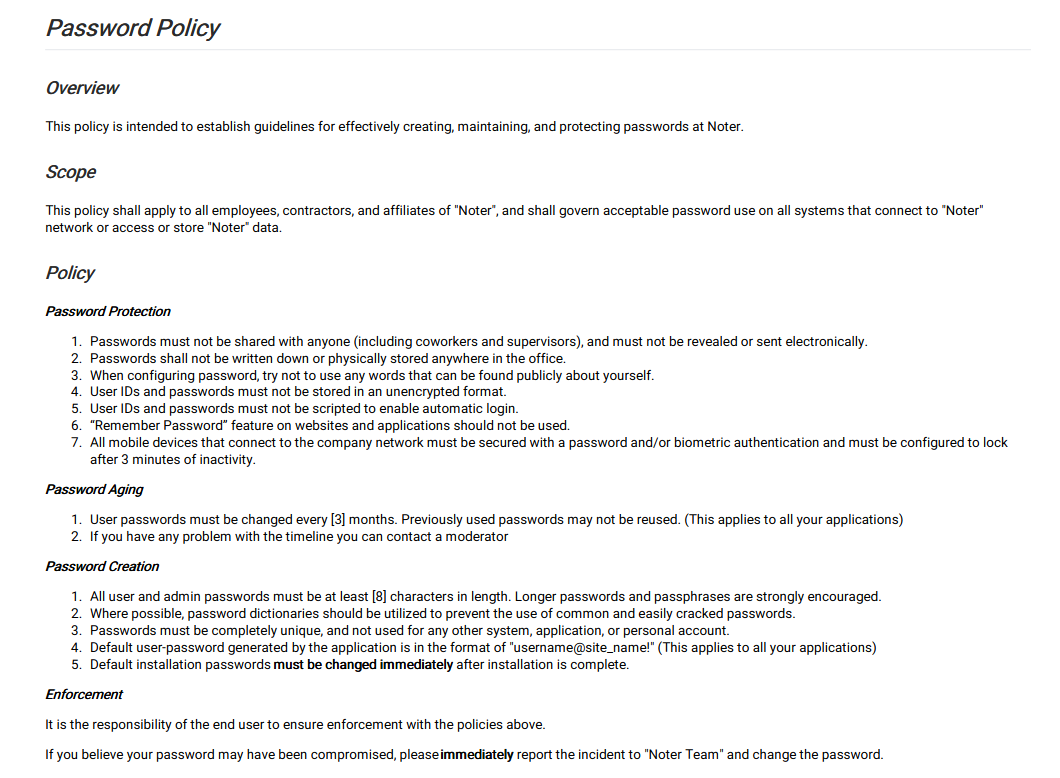 Password Policy
Overview
This policy is intended to establish guidelines for effectively creating, maintaining, and protecting passwords at Noter.
Scope
This policy shall apply to all employees, contractors, and affiliates of "Noter", and shall govern acceptable password use on all systems that connect to "Noter"
network or access or store "Noter" data.
Policy
Password Protection
1. Passwords must not be shared with anyone (including coworkers and supervisors), and must not be revealed or sent electronically.
2. Passwords shall not be written down or physically stored anywhere in the office.
3. When configuring password, try not to use any words that can be found publicly about yourself.
4. User IDs and passwords must not be stored in an unencrypted format.
5. User IDs and passwords must not be scripted to enable automatic login.
6. “Remember Password” feature on websites and applications should not be used.
7. All mobile devices that connect to the company network must be secured with a password and/or biometric authentication and must be configured to lock
after 3 minutes of inactivity.
Password Aging
1. User passwords must be changed every [3] months. Previously used passwords may not be reused. (This applies to all your applications)
2. If you have any problem with the timeline you can contact a moderator
Password Creation
1. All user and admin passwords must be at least [8] characters in length. Longer passwords and passphrases are strongly encouraged.
2. Where possible, password dictionaries should be utilized to prevent the use of common and easily cracked passwords.
3. Passwords must be completely unique, and not used for any other system, application, or personal account.
4. Default user-password generated by the application is in the format of "username@site_name!" (This applies to all your applications)
5. Default installation passwords must be changed immediately after installation is complete.
Enforcement
It is the responsibility of the end user to ensure enforcement with the policies above.
If you believe your password may have been compromised, please immediately report the incident to "Noter Team" and change the password.